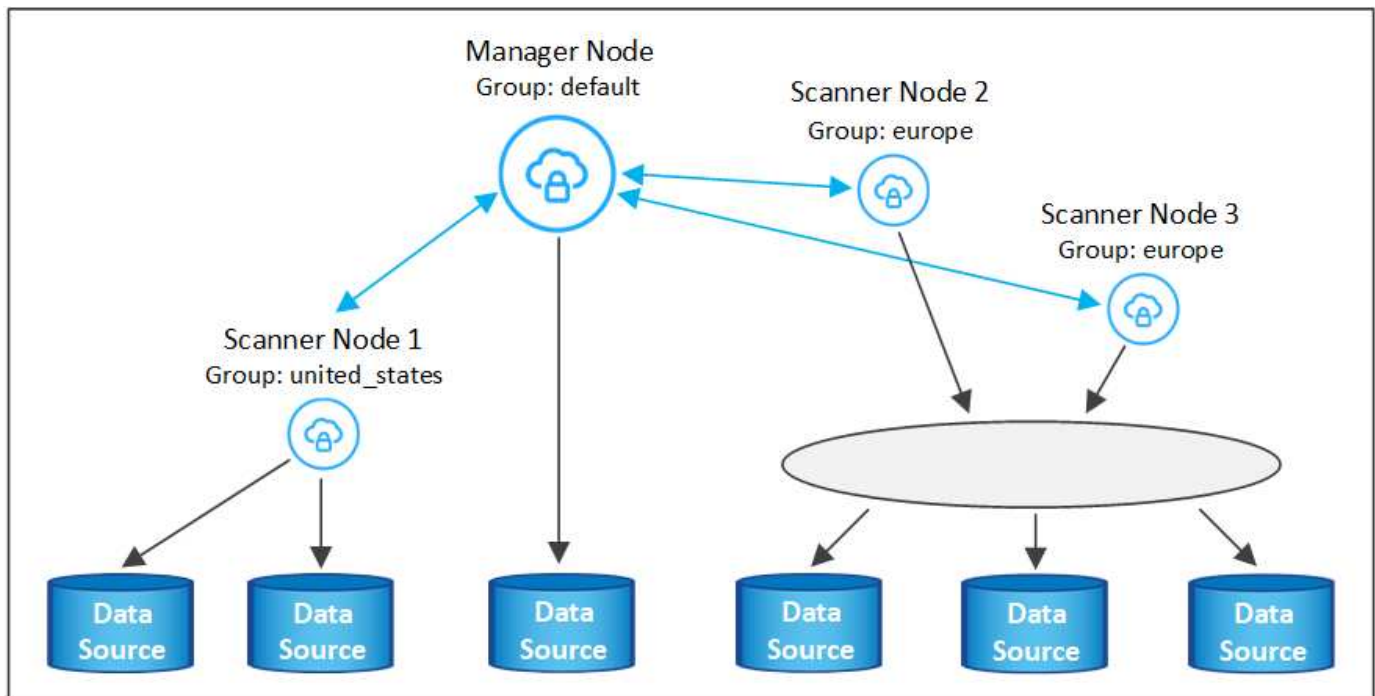 Manager Node
Group: default
Scanner Node 2
Group: europe
Scanner Node 3
Group: europe
Scanner Node 1
Group: united_states
Data
Source
Data
Source
Data
Source
Data
Source
Data
Source
Data
Source